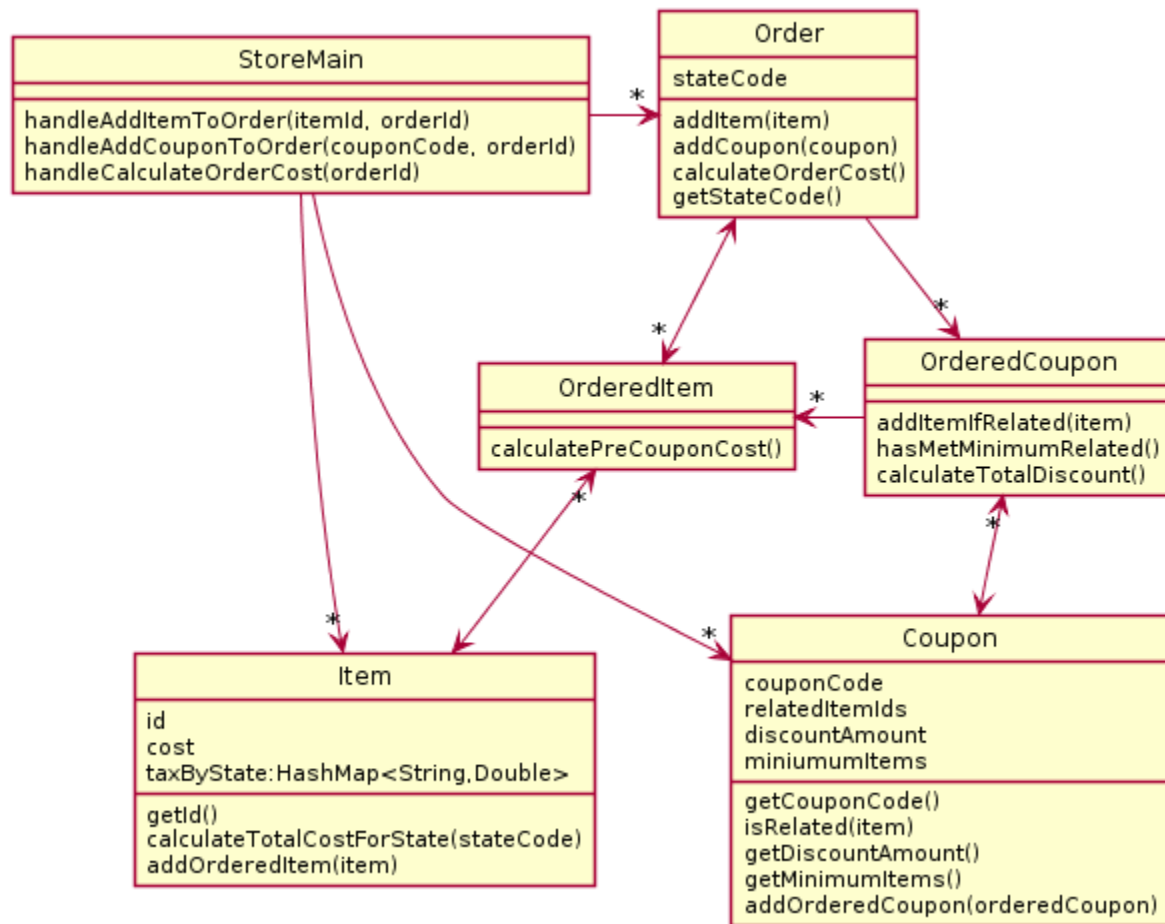 StoreMain
handleAddItemToOrder(itemId, orderId)
handleAddCouponToOrder(couponCode, orderId)
handleCalculateOrderCost(orderId)
*
Order
stateCode
addItem(item)
addCoupon(coupon)
calculateOrderCost()
getStateCode()
*
*
OrderedItem
calculatePreCouponCost()
*
OrderedCoupon
addItemIfRelated(item)
hasMetMinimumRelated()
calculateTotalDiscount()
*
*
*
*
Item
id
cost
taxByState:HashMap<String,Double>
getId()
calculateTotalCostForState(stateCode)
addOrderedItem(item)
Coupon
couponCode
relatedItemIds
discountAmount
miniumumItems
getCouponCode()
isRelated(item)
getDiscountAmount()
getMinimumItems()
addOrderedCoupon(orderedCoupon)